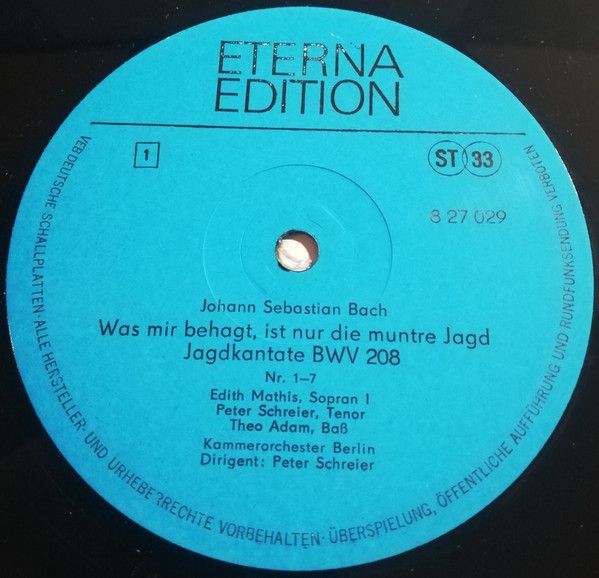 ETERNA
EDITION
1
ST 33
8 27 029
Johann Sebastian Bach
Was mir behagt, ist nur die muntre Jagd
Jagdkantate BWV 208
Nr. 1–7
Edith Mathis, Sopran I
Peter Schreier, Tenor
Theo Adam, Baß
Kammerorchester Berlin
Dirigent: Peter Schreier
VEB DEUTSCHE SCHALLPLATTEN · ALLE HERSTELLER- UND URHEBERRECHTE VORBEHALTEN · ÜBERSPIELUNG, ÖFFENTLICHE AUFFÜHRUNG UND RUNDFUNKSENDUNG VERBOTEN